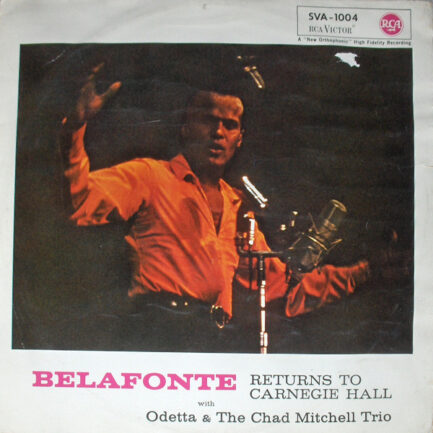 SVA-1004
RCA VICTOR
RCA
A "New Orthophonic" High Fidelity Recording
BELAFONTE RETURNS TO
CARNEGIE HALL
with
Odetta & The Chad Mitchell Trio